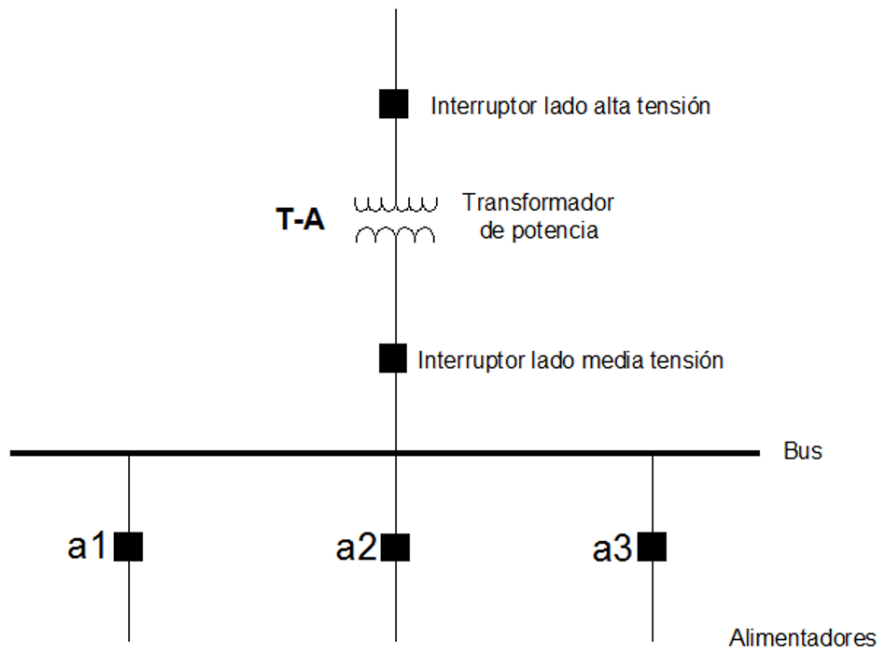 Interruptor lado alta tensión
T-A
Transformador
de potencia
Interruptor lado media tensión
Bus
a1
a2
a3
Alimentadores